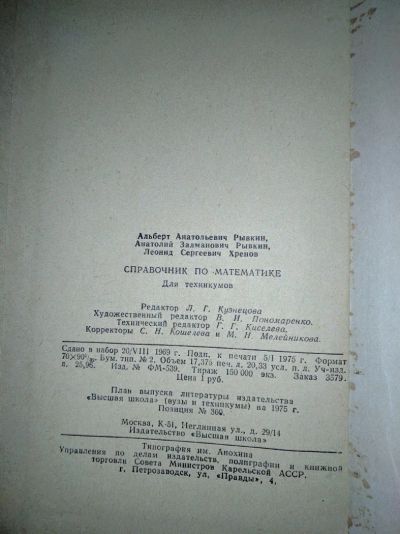 Альберт Анатольевич Рывкин,
Анатолий Залманович Рывкин,
Леонид Сергеевич Хренов
СПРАВОЧНИК ПО МАТЕМАТИКЕ
Для техникумов
Редактор Л. Г. Кузнецова
Художественный редактор В. И. Пономаренко.
Технический редактор Г. Г. Киселева.
Корректоры С. Н. Кошелева и М. Н. Мелейникова.
Сдано в набор 20/VIII 1969 г. Подп. к печати 5/I 1975 г. Формат
70×90 Бум. тип. № 2. Объем 17,375 печ. л. 20,33 усл. п. л. Уч.-изд.
л. 25,95. Изд. № ФМ-539. Тираж 150 000 экз. Заказ 3579.
Цена 1 руб.
План выпуска литературы издательства
«Высшая школа» (вузы и техникумы) на 1975 г.
Позиция № 360.
Москва, К-51, Неглинная ул., д. 29/14
Издательство «Высшая школа»
Типография им. Анохина
Управления по делам издательств, полиграфии и книжной
торговли Совета Министров Карельской АССР.
г. Петрозаводск, ул. «Правды», 4.